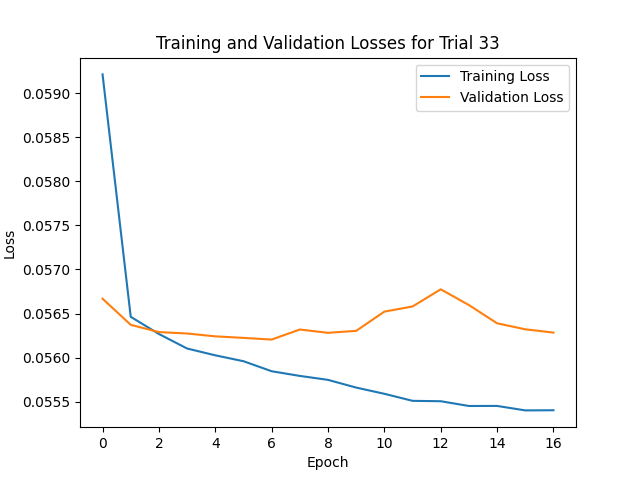 Training and Validation Losses for Trial 33
Training Loss
Validation Loss
0.0590
0.0585
0.0580
0.0575
0.0570
0.0565
0.0560
0.0555
Loss
0 2 4 6 8 10 12 14 16
Epoch